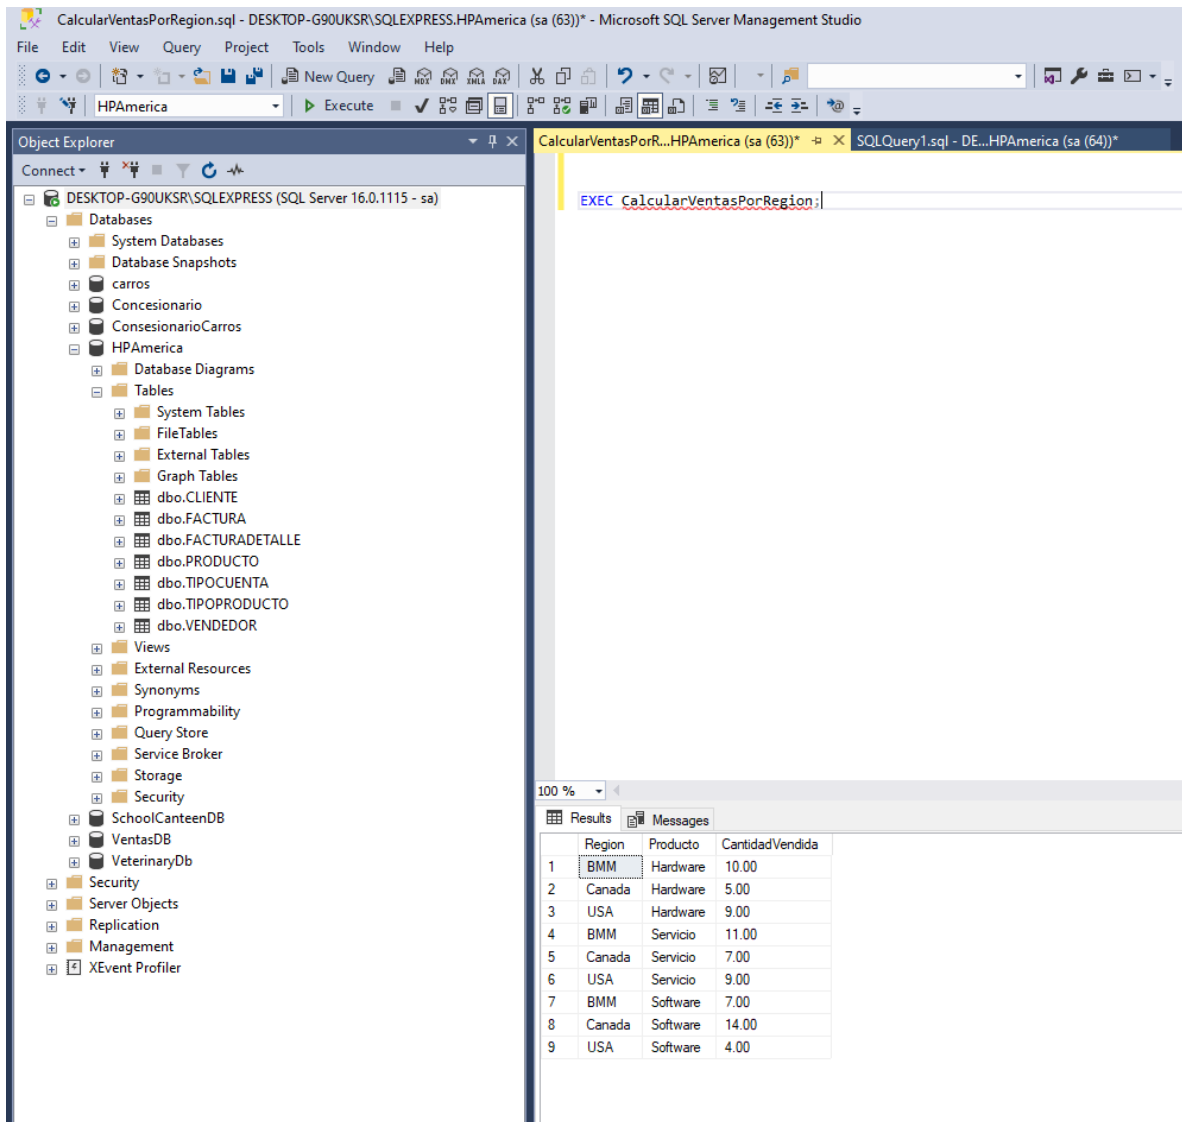 CalcularVentasPorRegion.sql - DESKTOP-G90UKSR\SQLEXPRESS.HPAmerica (sa (63))* - Microsoft SQL Server Management Studio
File Edit View Query Project Tools Window Help
New Query MDX DMX XMLA DAX
HPAmerica Execute
Object Explorer
CalcularVentasPorR...HPAmerica (sa (63))* SQLQuery1.sql - DE...HPAmerica (sa (64))*
Connect
EXEC CalcularVentasPorRegion;
DESKTOP-G90UKSR\SQLEXPRESS (SQL Server 16.0.1115 - sa)
Databases
System Databases
Database Snapshots
carros
Concesionario
ConsesionarioCarros
HPAmerica
Database Diagrams
Tables
System Tables
FileTables
External Tables
Graph Tables
dbo.CLIENTE
dbo.FACTURA
dbo.FACTURADETALLE
dbo.PRODUCTO
dbo.TIPOCUENTA
dbo.TIPOPRODUCTO
dbo.VENDEDOR
Views
External Resources
Synonyms
Programmability
Query Store
Service Broker
Storage
Security
SchoolCanteenDB
VentasDB
VeterinaryDb
Security
Server Objects
Replication
Management
XEvent Profiler
100 %
Results Messages
Region Producto CantidadVendida
1 BMM Hardware 10.00
2 Canada Hardware 5.00
3 USA Hardware 9.00
4 BMM Servicio 11.00
5 Canada Servicio 7.00
6 USA Servicio 9.00
7 BMM Software 7.00
8 Canada Software 14.00
9 USA Software 4.00